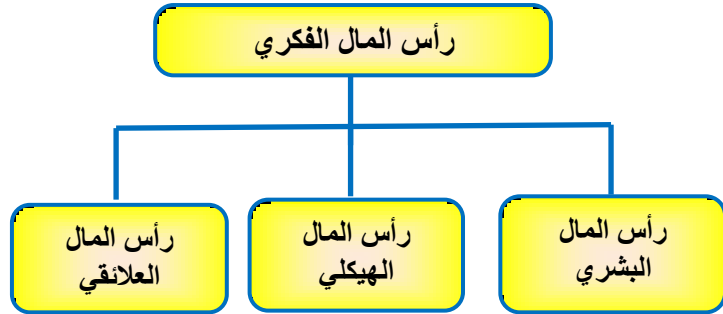 رأس المال الفكري
رأس المال
البشري
رأس المال
الهيكلي
رأس المال
العلائقي